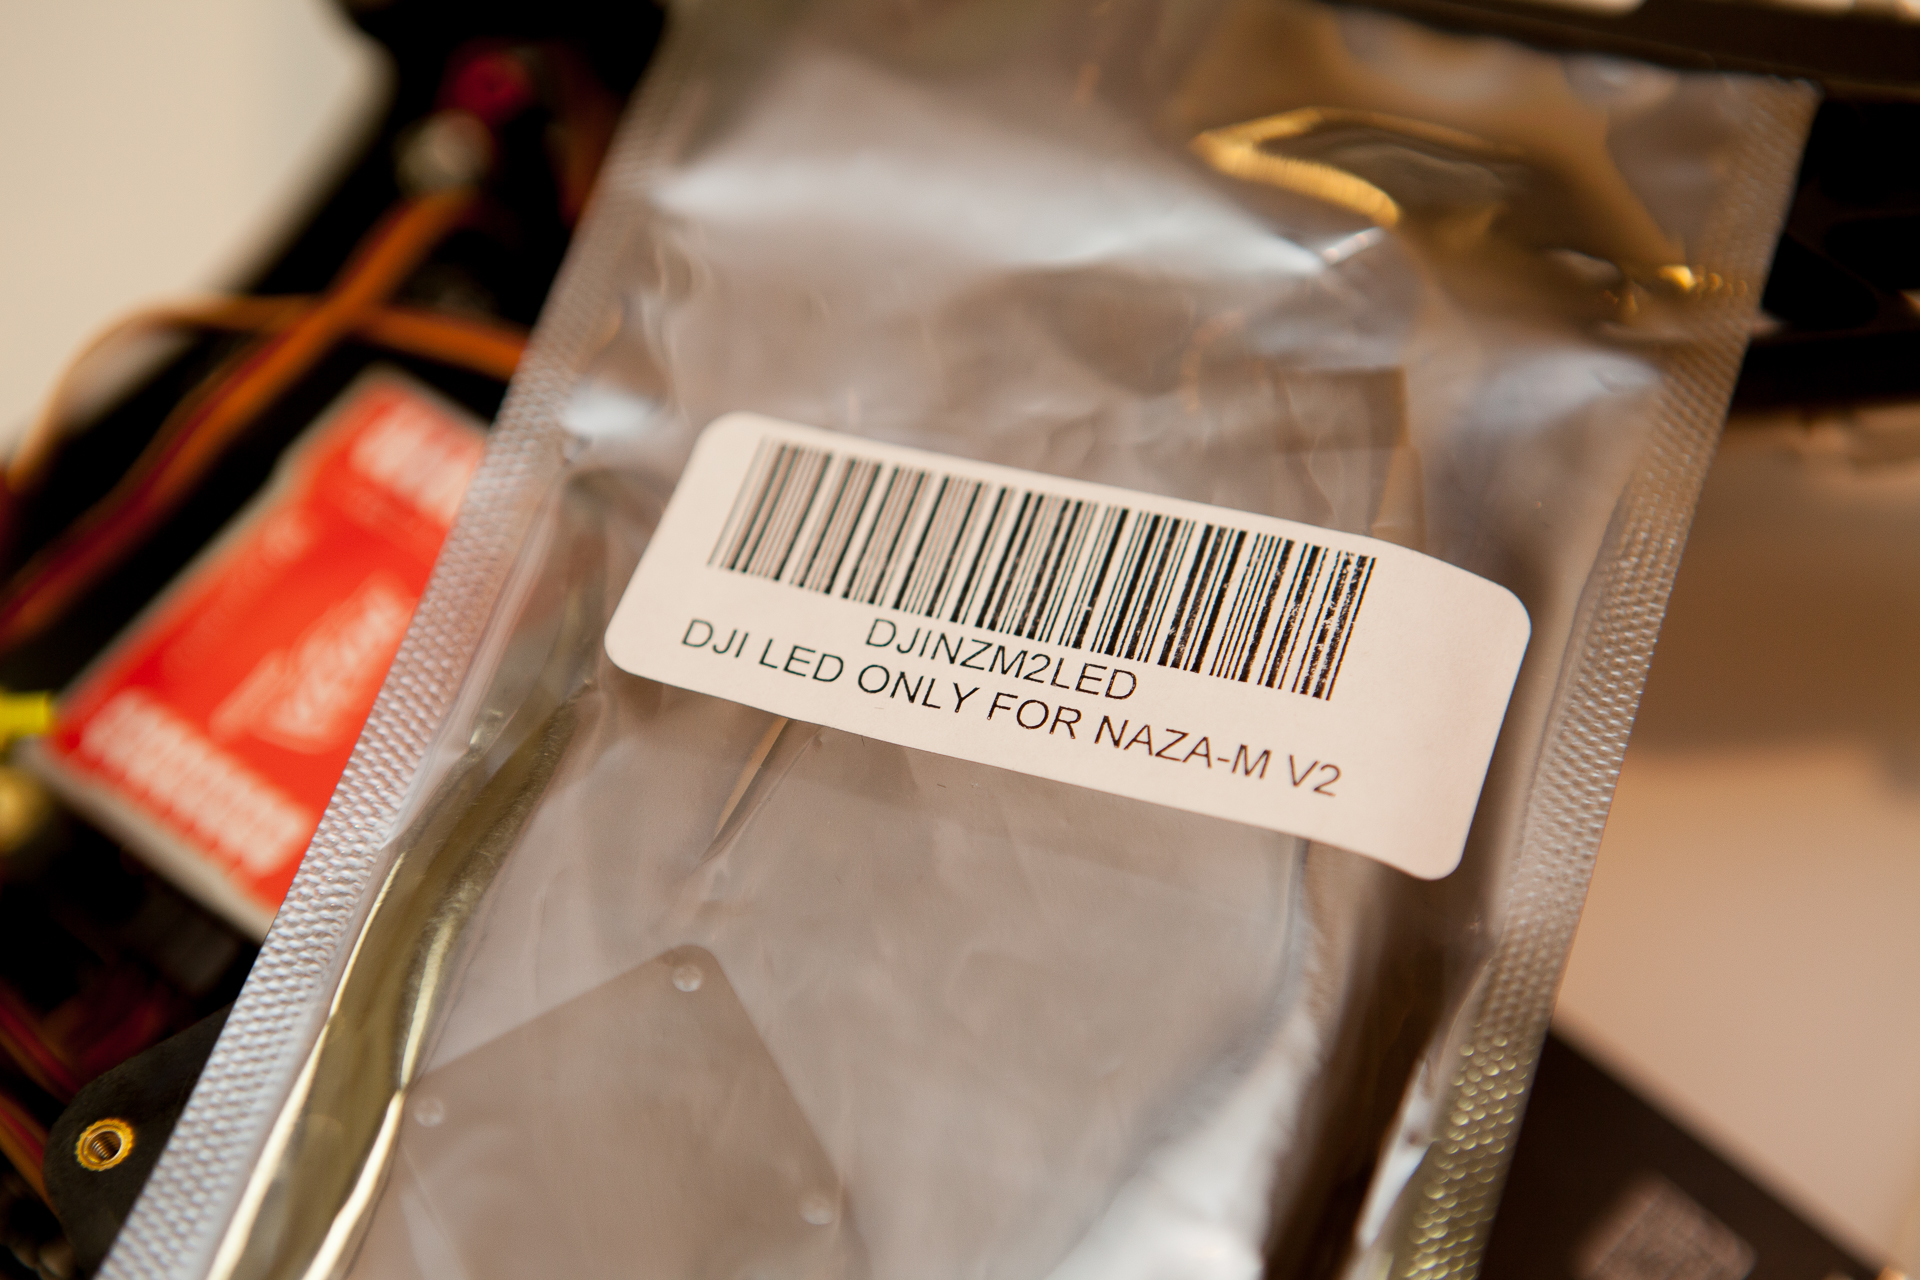 DJINZM2LED
DJI LED ONLY FOR NAZA-M V2